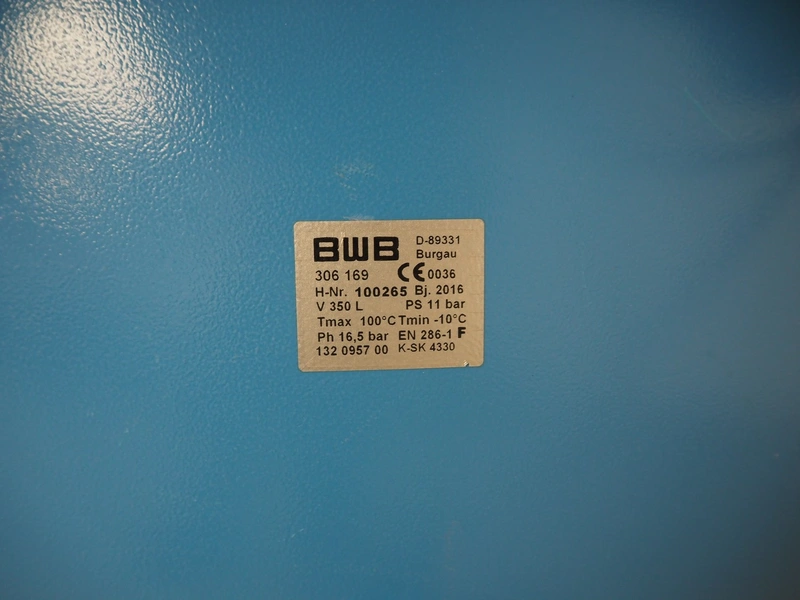 BWB D-89331
Burgau
306 169 CE 0036
H-Nr. 100265 Bj. 2016
V 350 L PS 11 bar
Tmax 100°C Tmin -10°C
Ph 16,5 bar EN 286-1 F
132 0957 00 K-SK 4330